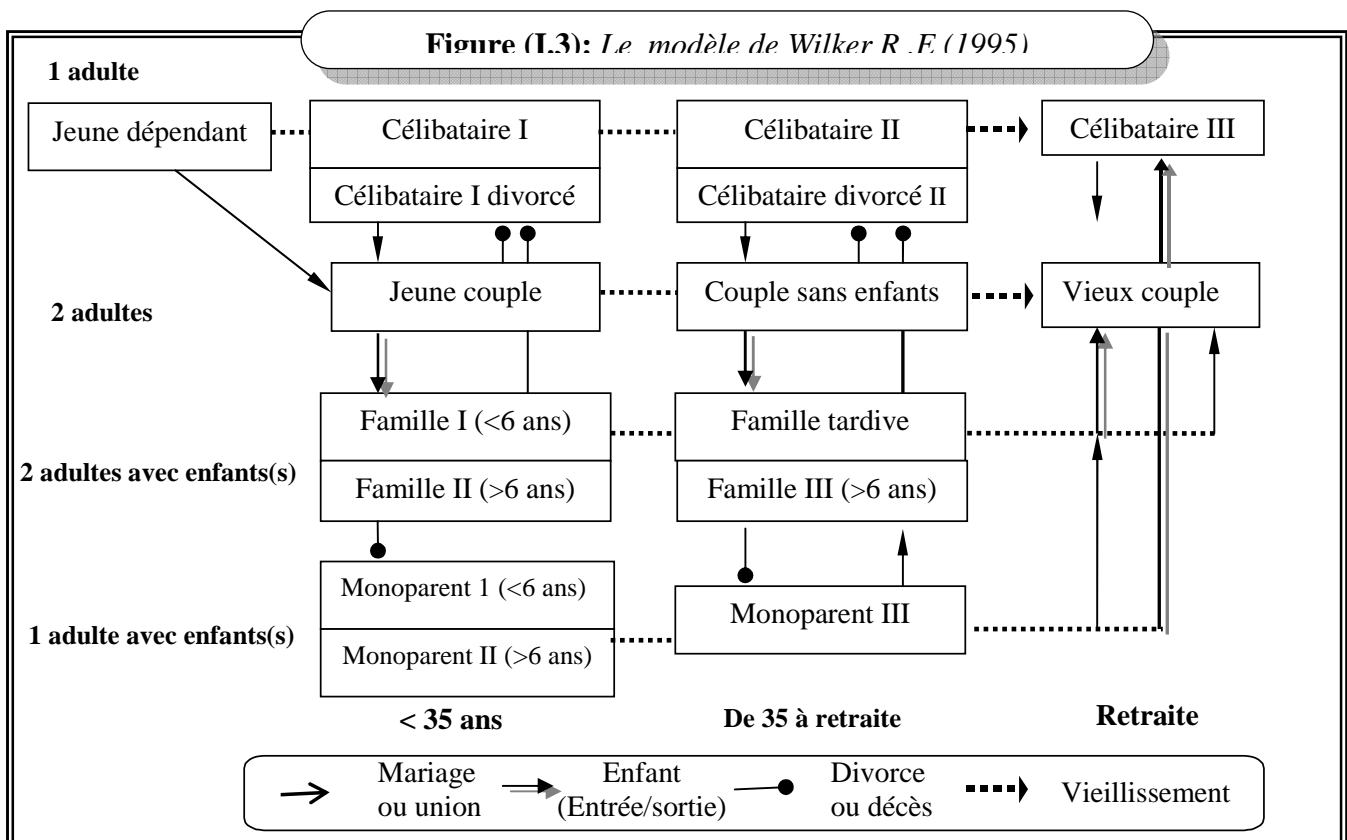 Figure (I.3): Le modèle de Wilker R .E (1995)
1 adulte
Jeune dépendant
Célibataire I
Célibataire II
Célibataire III
Célibataire I divorcé
Célibataire divorcé II
2 adultes
Jeune couple
Couple sans enfants
Vieux couple
2 adultes avec enfants(s)
Famille I (<6 ans)
Famille tardive
Famille II (>6 ans)
Famille III (>6 ans)
1 adulte avec enfants(s)
Monoparent 1 (<6 ans)
Monoparent III
Monoparent II (>6 ans)
< 35 ans
De 35 à retraite
Retraite
Mariage
ou union
Enfant
(Entrée/sortie)
Divorce
ou décès
Vieillissement